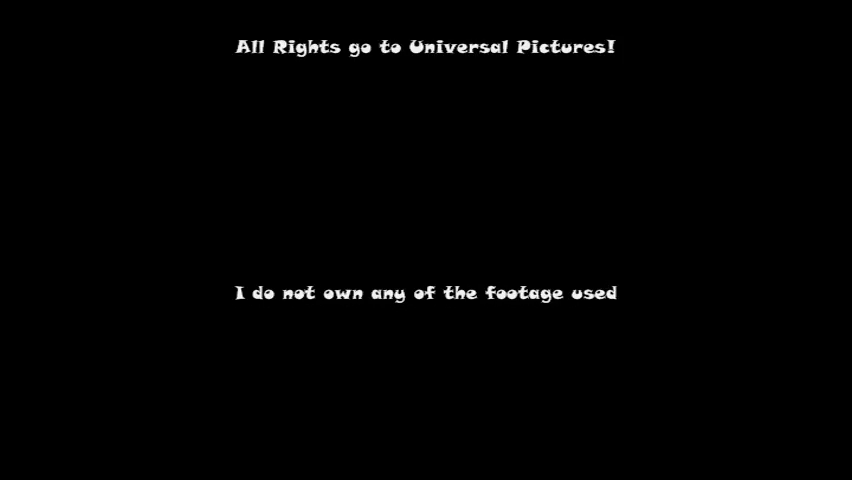 All Rights go to Universal Pictures!
I do not own any of the footage used